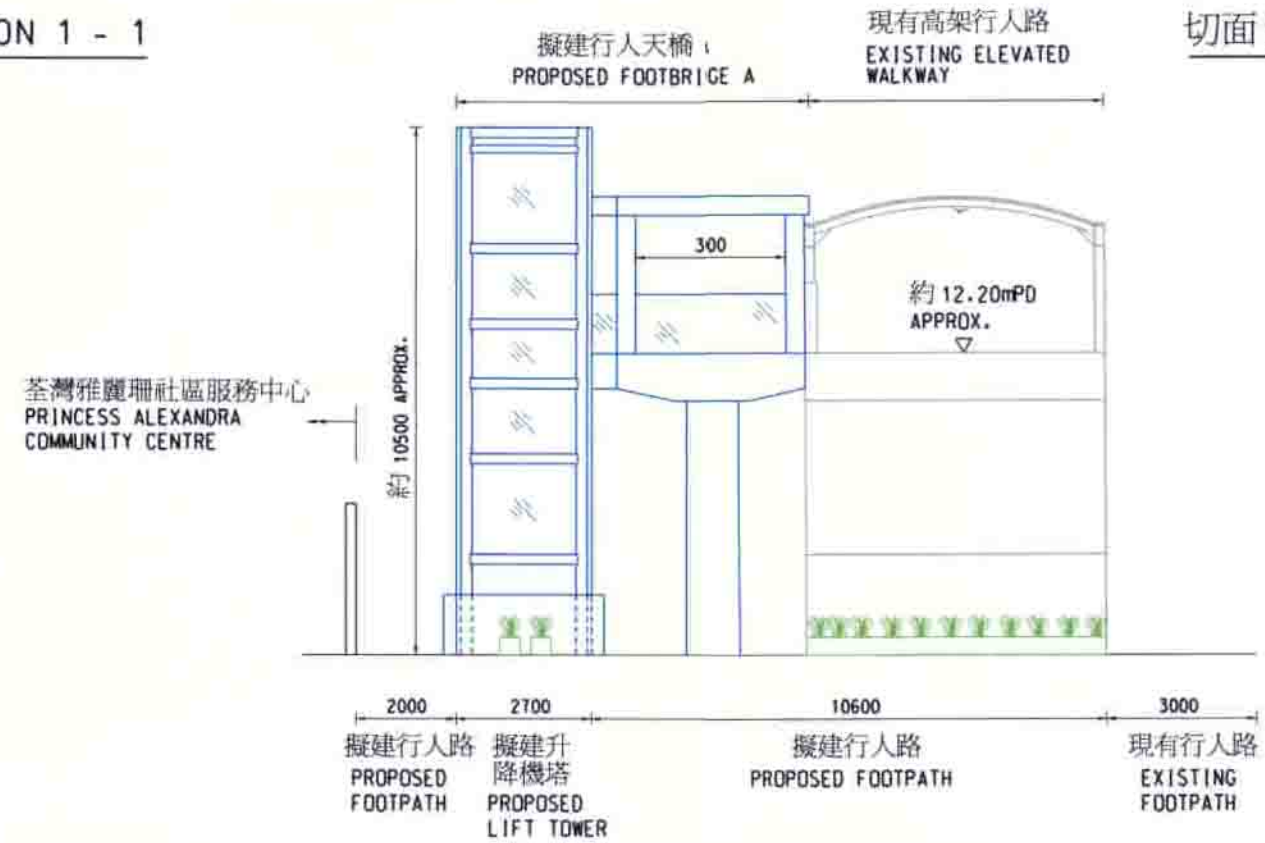 ON 1 - 1
擬建行人天橋
PROPOSED FOOTBRIGE A
現有高架行人路
EXISTING ELEVATED
WALKWAY
切面
300
約 12.20mPD
APPROX.
約 10500 APPROX.
荃灣雅麗珊社區服務中心
PRINCESS ALEXANDRA
COMMUNITY CENTRE
2000
2700
10600
3000
擬建行人路
PROPOSED
FOOTPATH
擬建升
降機塔
PROPOSED
LIFT TOWER
擬建行人路
PROPOSED FOOTPATH
現有行人路
EXISTING
FOOTPATH